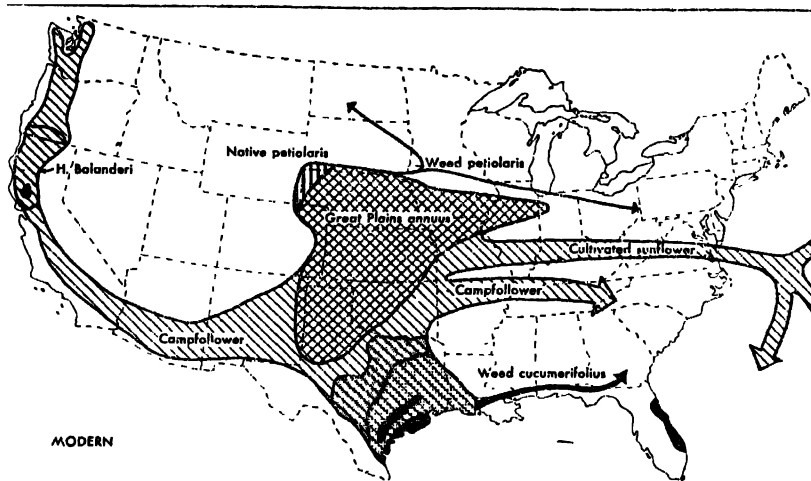 Native petiolaris
Weed petiolaris
H. Bolanderi
Great Plains annuus
Cultivated sunflower
Campfollower
Campfollower
Weed cucumerifolius
MODERN